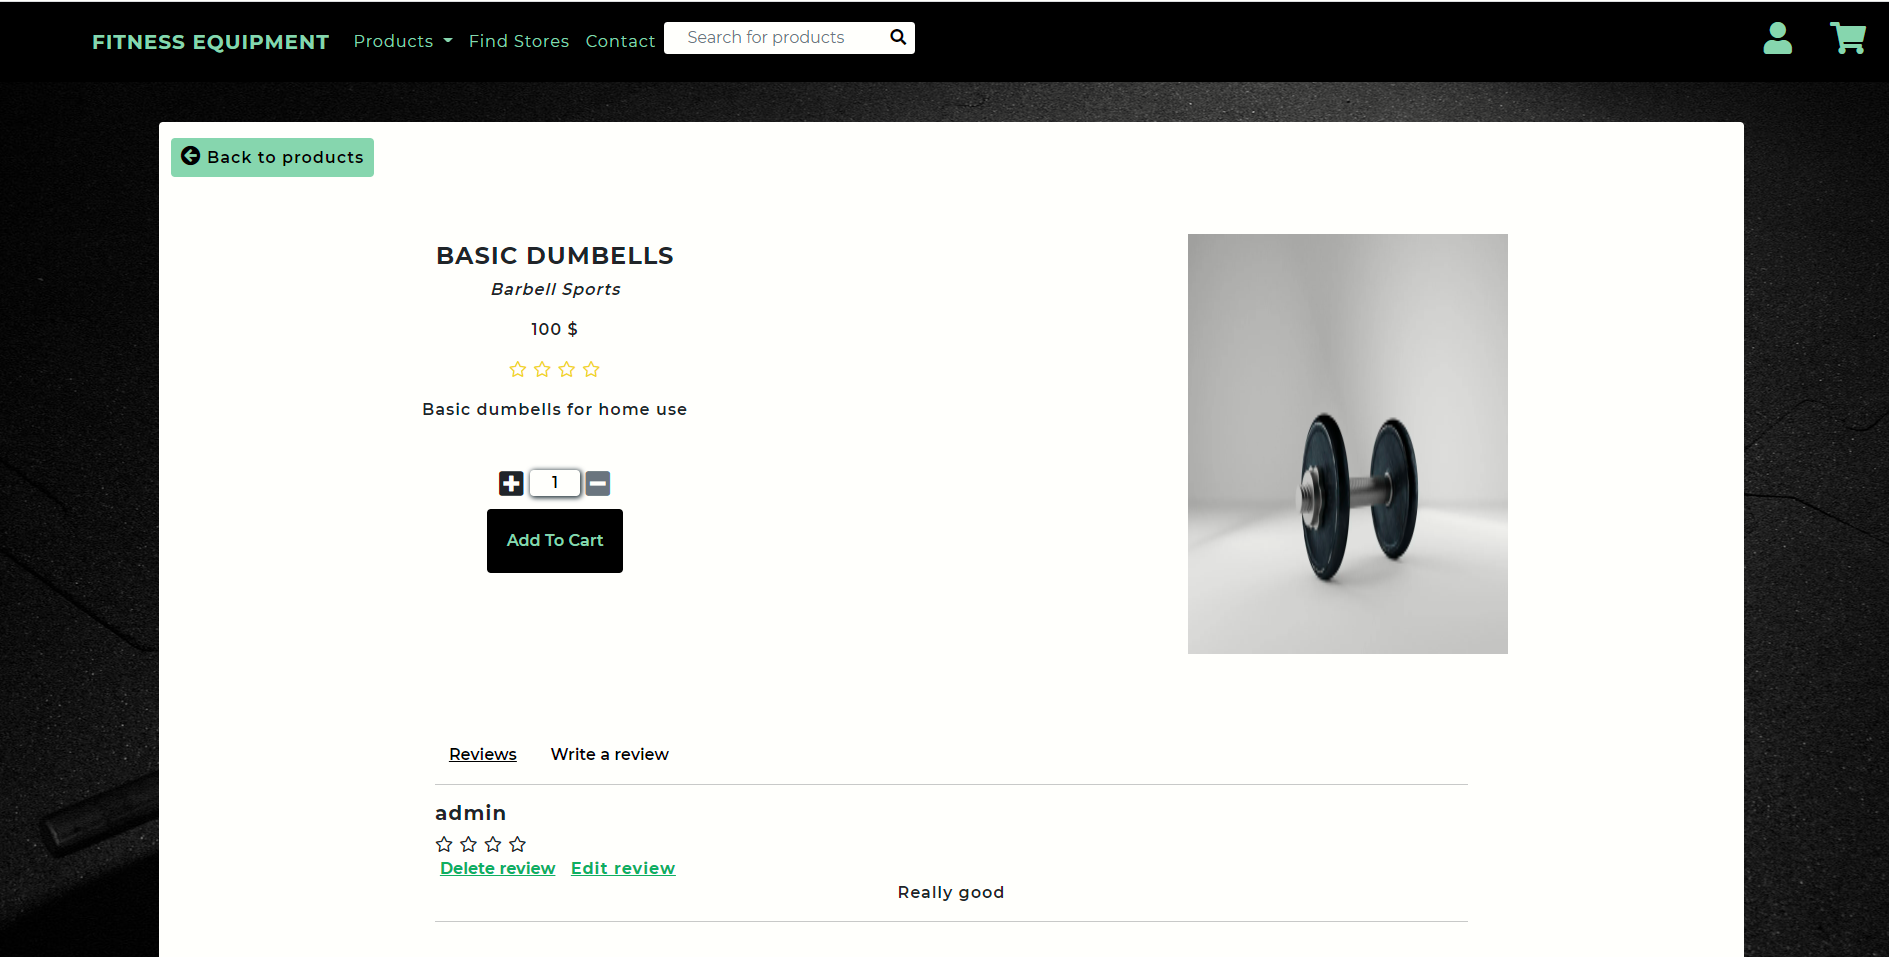 FITNESS EQUIPMENT Products Find Stores Contact Search for products
Back to products
BASIC DUMBELLS
Barbell Sports
100 $
Basic dumbells for home use
1
Add To Cart
Reviews Write a review
admin
Delete review Edit review
Really good